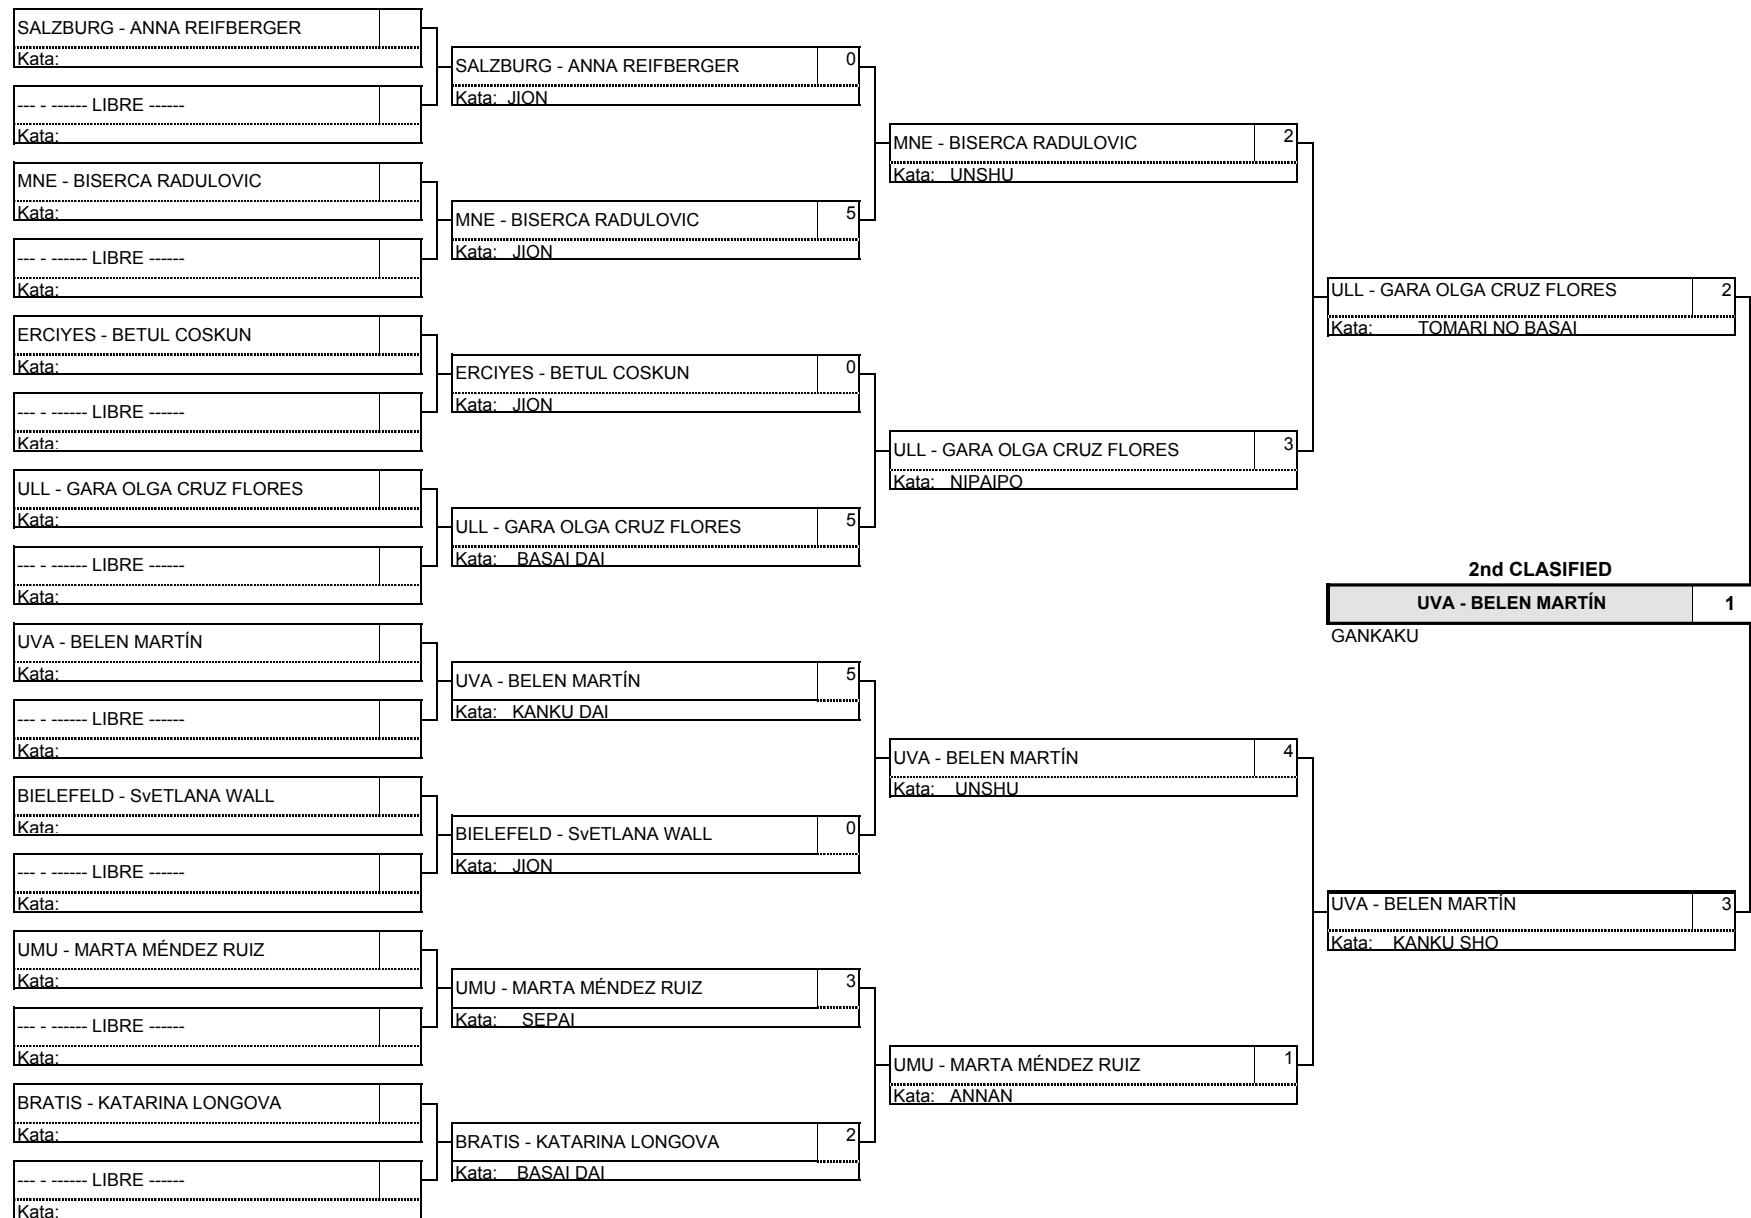 SALZBURG - ANNA REIFBERGER
Kata:
--- - ------ LIBRE ------
Kata:
MNE - BISERCA RADULOVIC
Kata:
--- - ------ LIBRE ------
Kata:
ERCIYES - BETUL COSKUN
Kata:
--- - ------ LIBRE ------
Kata:
ULL - GARA OLGA CRUZ FLORES
Kata:
--- - ------ LIBRE ------
Kata:
UVA - BELEN MARTÍN
Kata:
--- - ------ LIBRE ------
Kata:
BIELEFELD - SvETLANA WALL
Kata:
--- - ------ LIBRE ------
Kata:
UMU - MARTA MÉNDEZ RUIZ
Kata:
--- - ------ LIBRE ------
Kata:
BRATIS - KATARINA LONGOVA
Kata:
--- - ------ LIBRE ------
Kata:
SALZBURG - ANNA REIFBERGER 0
Kata: JION
MNE - BISERCA RADULOVIC 5
Kata: JION
ERCIYES - BETUL COSKUN 0
Kata: JION
ULL - GARA OLGA CRUZ FLORES 5
Kata: BASAI DAI
UVA - BELEN MARTÍN 5
Kata: KANKU DAI
BIELEFELD - SvETLANA WALL 0
Kata: JION
UMU - MARTA MÉNDEZ RUIZ 3
Kata: SEPAI
BRATIS - KATARINA LONGOVA 2
Kata: BASAI DAI
MNE - BISERCA RADULOVIC 2
Kata: UNSHU
ULL - GARA OLGA CRUZ FLORES 3
Kata: NIPAIPO
UVA - BELEN MARTÍN 4
Kata: UNSHU
UMU - MARTA MÉNDEZ RUIZ 1
Kata: ANNAN
ULL - GARA OLGA CRUZ FLORES 2
Kata: TOMARI NO BASAI
2nd CLASIFIED
UVA - BELEN MARTÍN 1
GANKAKU
UVA - BELEN MARTÍN 3
Kata: KANKU SHO